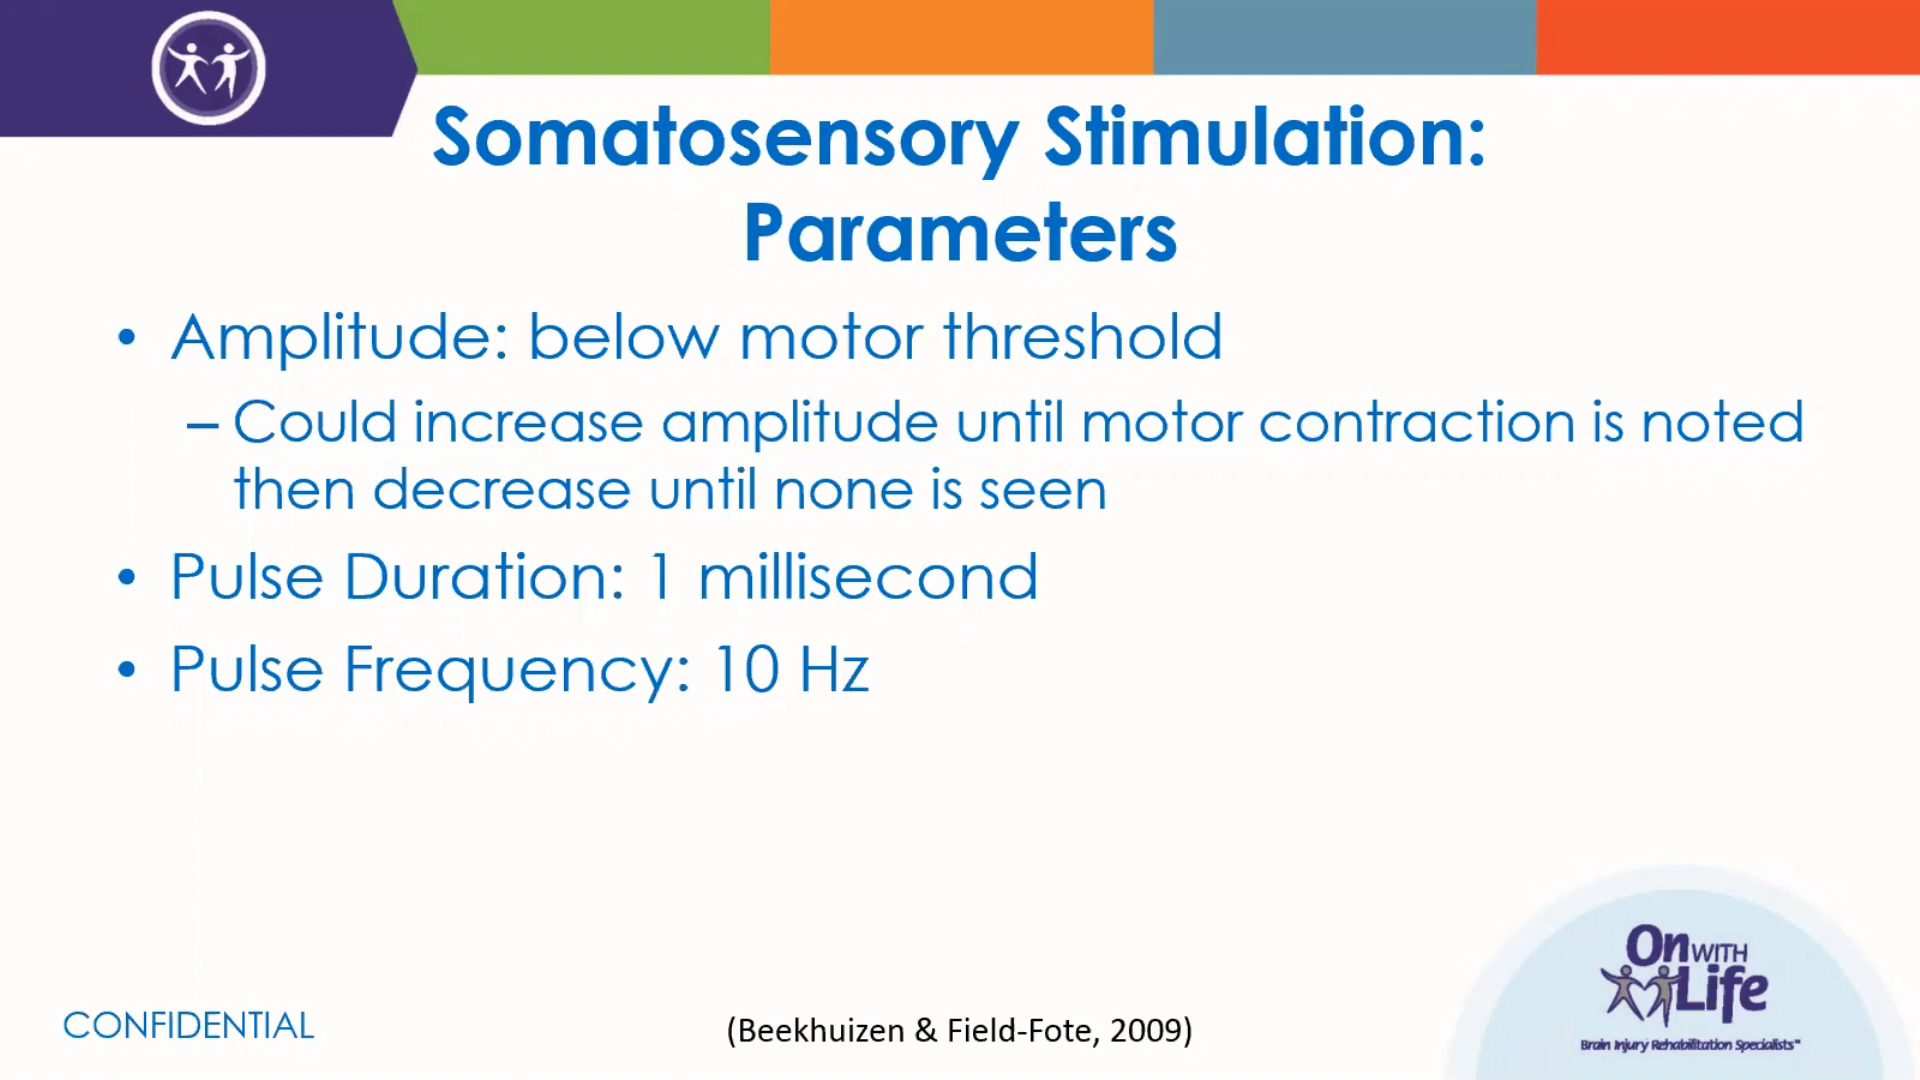 Somatosensory Stimulation:
Parameters
• Amplitude: below motor threshold
– Could increase amplitude until motor contraction is noted
then decrease until none is seen
• Pulse Duration: 1 millisecond
• Pulse Frequency: 10 Hz
CONFIDENTIAL
(Beekhuizen & Field-Fote, 2009)
On WITH
Life
Brain Injury Rehabilitation Specialists™